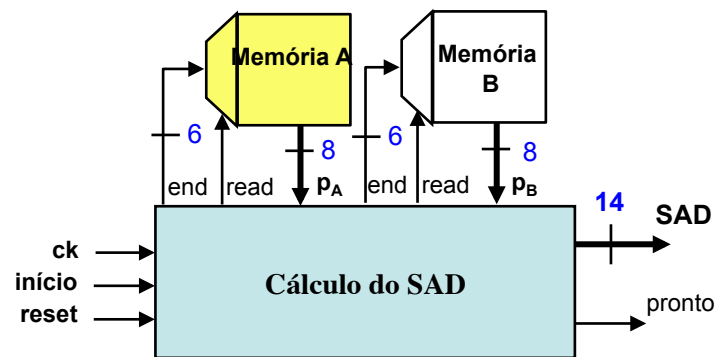 Memória A
Memória
B
6
8
6
8
end
read
pA
end
read
pB
14
SAD
ck
início
reset
Cálculo do SAD
pronto